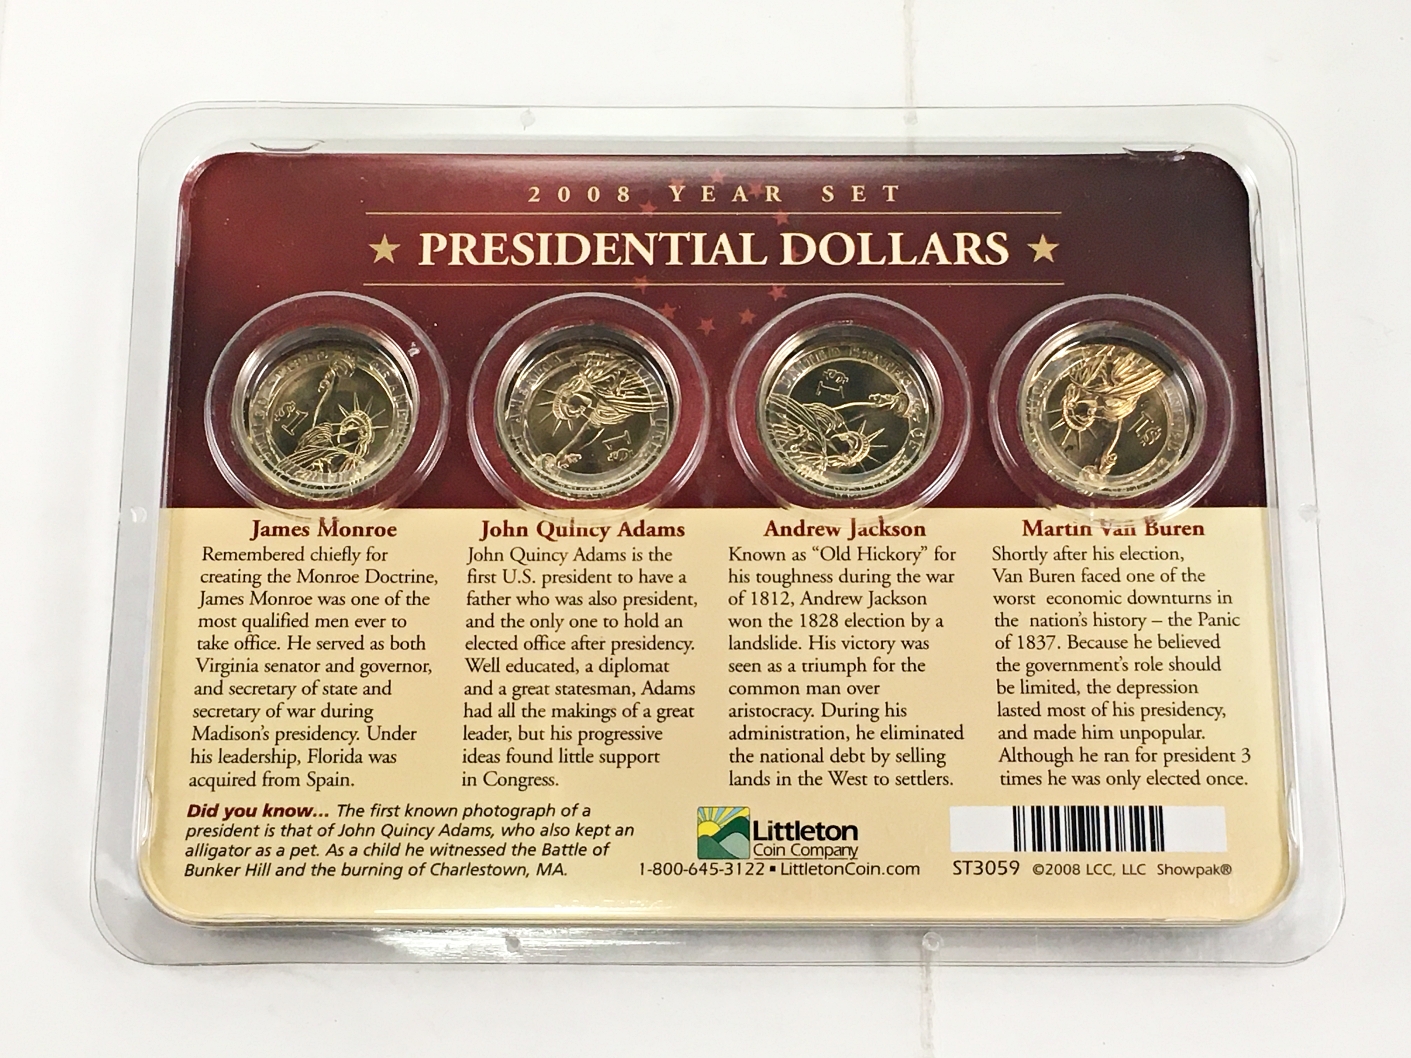 2008 YEAR SET
PRESIDENTIAL DOLLARS
James Monroe
Remembered chiefly for
creating the Monroe Doctrine,
James Monroe was one of the
most qualified men ever to
take office. He served as both
Virginia senator and governor,
and secretary of state and
secretary of war during
Madison's presidency. Under
his leadership, Florida was
acquired from Spain.
John Quincy Adams
John Quincy Adams is the
first U.S. president to have a
father who was also president,
and the only one to hold an
elected office after presidency.
Well educated, a diplomat
and a great statesman, Adams
had all the makings of a great
leader, but his progressive
ideas found little support
in Congress.
Andrew Jackson
Known as “Old Hickory” for
his toughness during the war
of 1812, Andrew Jackson
won the 1828 election by a
landslide. His victory was
seen as a triumph for the
common man over
aristocracy. During his
administration, he eliminated
the national debt by selling
lands in the West to settlers.
Martin Van Buren
Shortly after his election,
Van Buren faced one of the
worst economic downturns in
the nation's history – the Panic
of 1837. Because he believed
the government's role should
be limited, the depression
lasted most of his presidency,
and made him unpopular.
Although he ran for president 3
times he was only elected once.
Did you know... The first known photograph of a
president is that of John Quincy Adams, who also kept an
alligator as a pet. As a child he witnessed the Battle of
Bunker Hill and the burning of Charlestown, MA.
Littleton
Coin Company
1-800-645-3122 ▪ LittletonCoin.com
ST3059 ©2008 LCC, LLC Showpak®
$1
$1
$1
$1